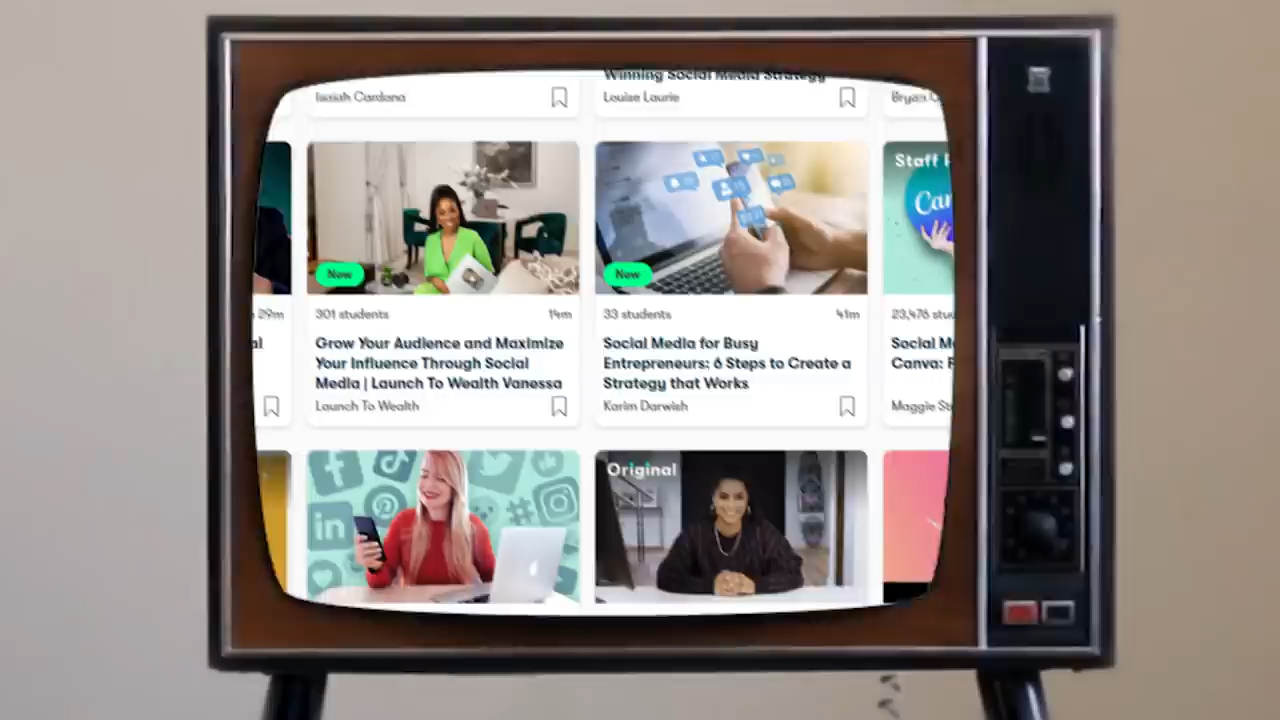 Winning Social Media Strategy
Isaiah Cardona
Louise Laurie
Bryan
Staff
New
New
29m
301 students
14m
33 students
41m
23,476
Grow Your Audience and Maximize
Your Influence Through Social
Media | Launch To Wealth Vanessa
Social Media for Busy
Entrepreneurs: 6 Steps to Create a
Strategy that Works
Social
Canva:
Launch To Wealth
Karim Darwish
Maggie
Original